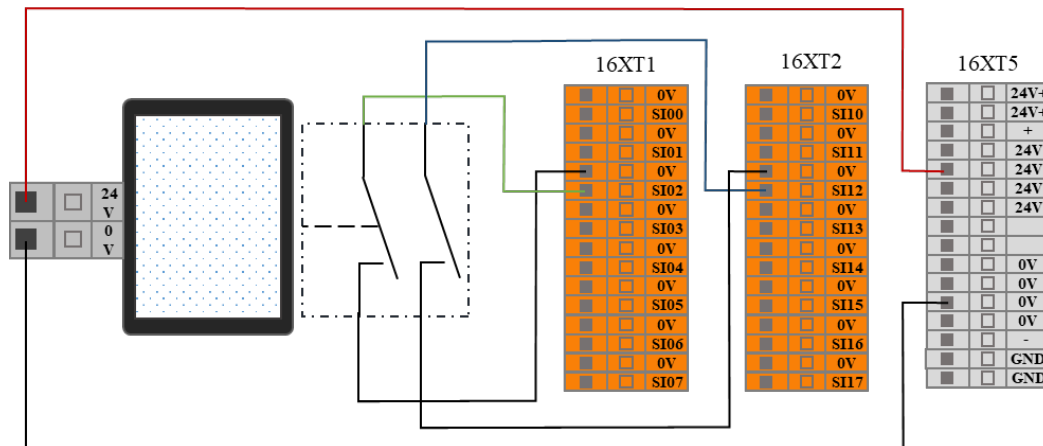 16XT1
16XT2
16XT5
24
V
0
V
0V
SI00
0V
SI01
0V
SI02
0V
SI03
0V
SI04
0V
SI05
0V
SI06
0V
SI07
0V
SI10
0V
SI11
0V
SI12
0V
SI13
0V
SI14
0V
SI15
0V
SI16
0V
SI17
24V+
24V+
+
24V
24V
24V
24V
0V
0V
0V
0V
-
GND
GND